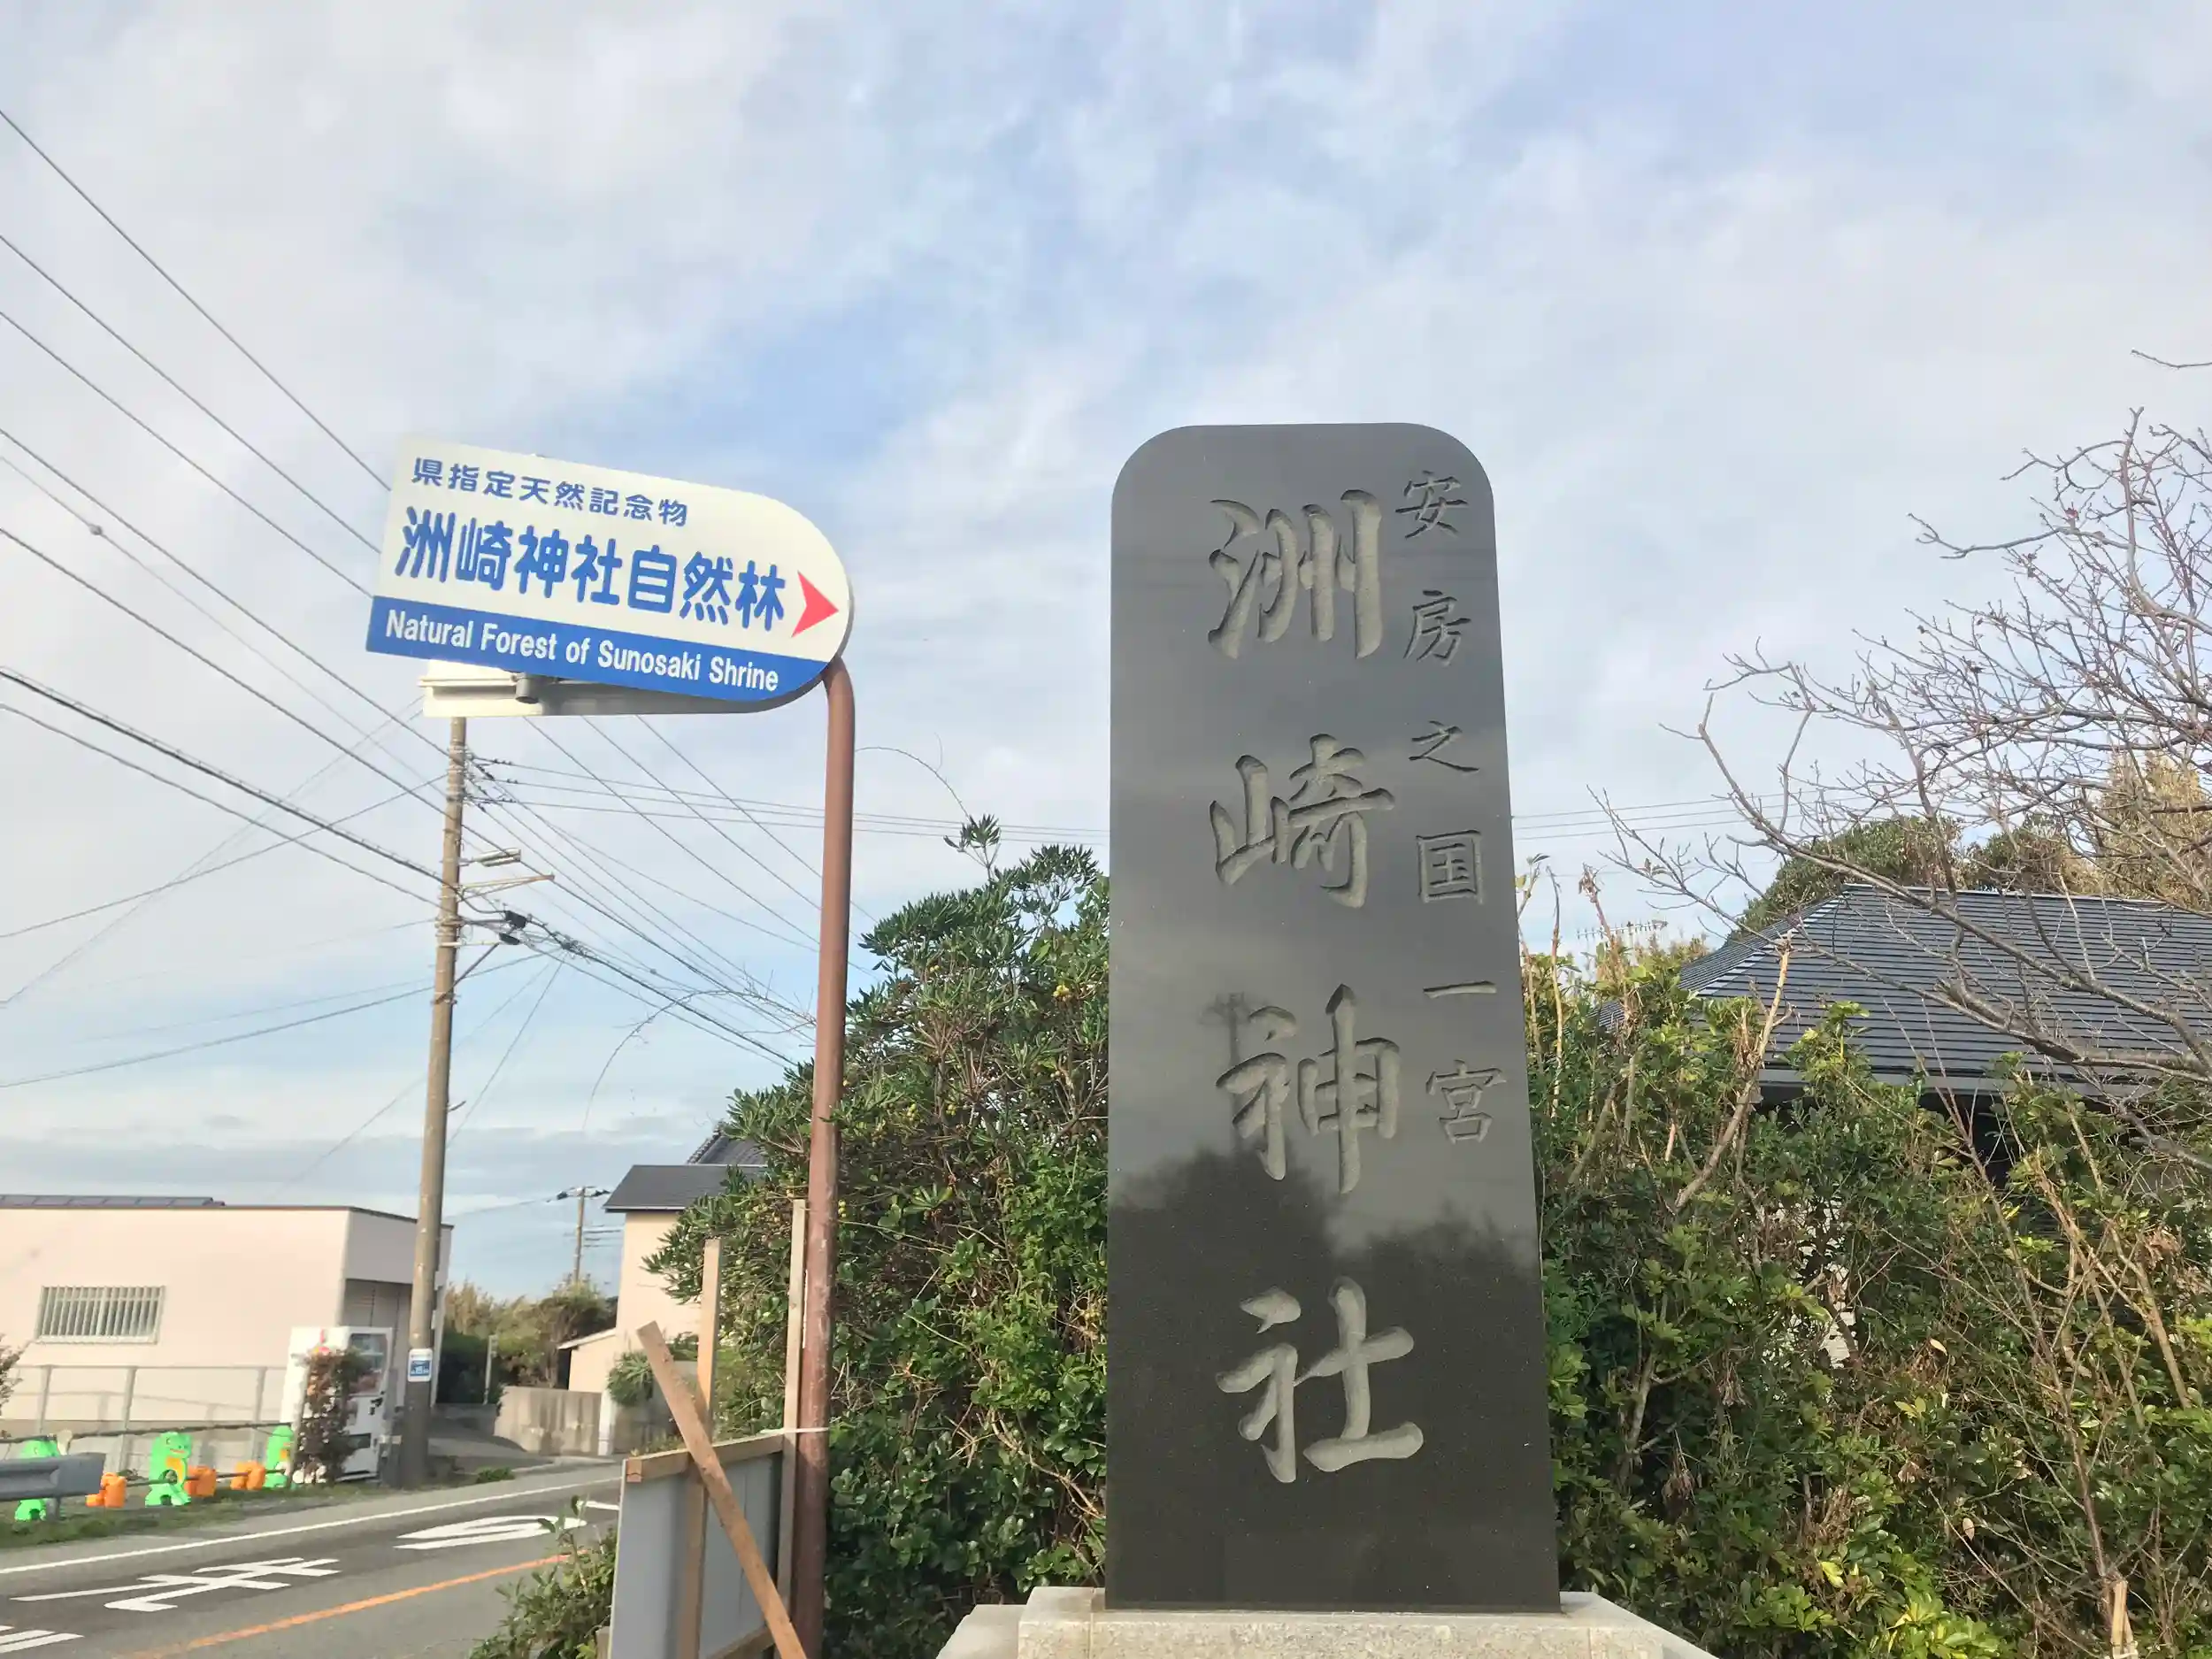 県指定天然記念物
洲崎神社自然林
Natural Forest of Sunosaki Shrine
安房之国一宮
洲崎神社